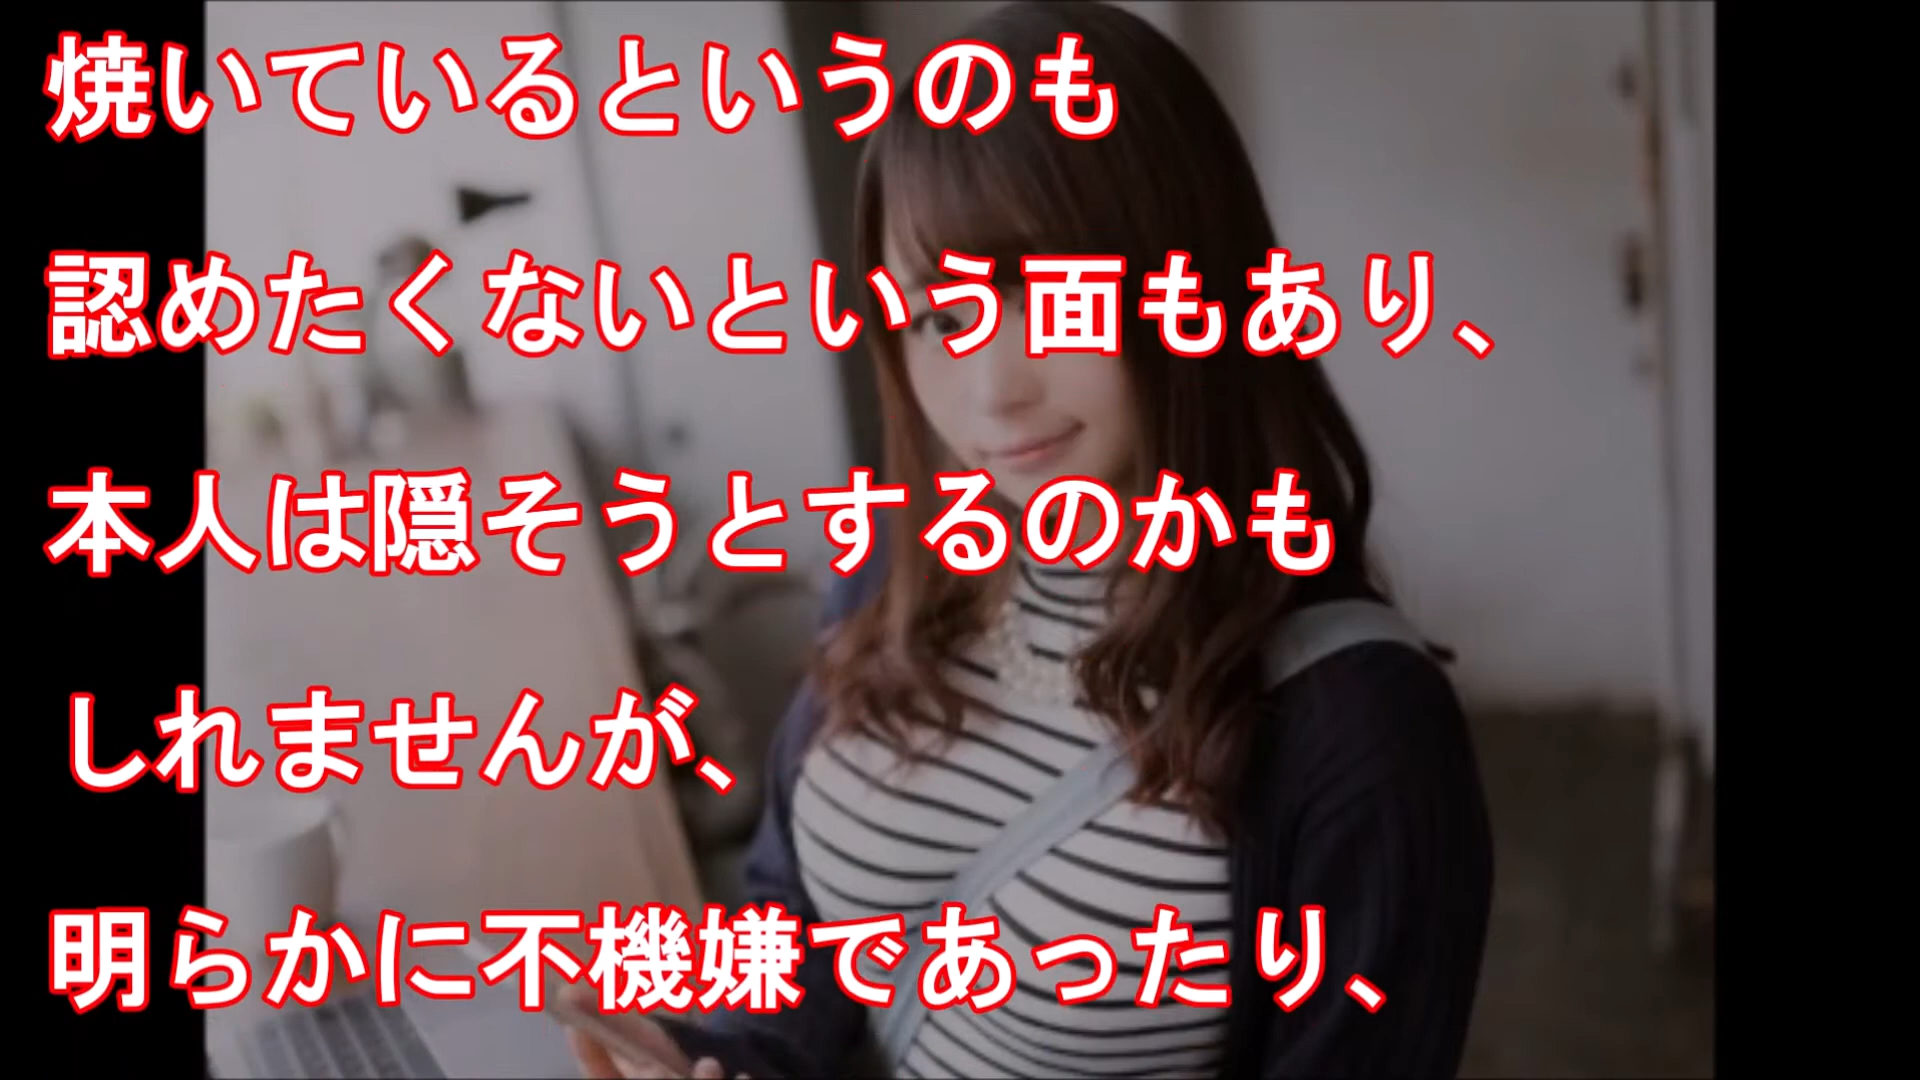 焼いているというのも
認めたくないという面もあり、
本人は隠そうとするのかも
しれませんが、
明らかに不機嫌であったり、